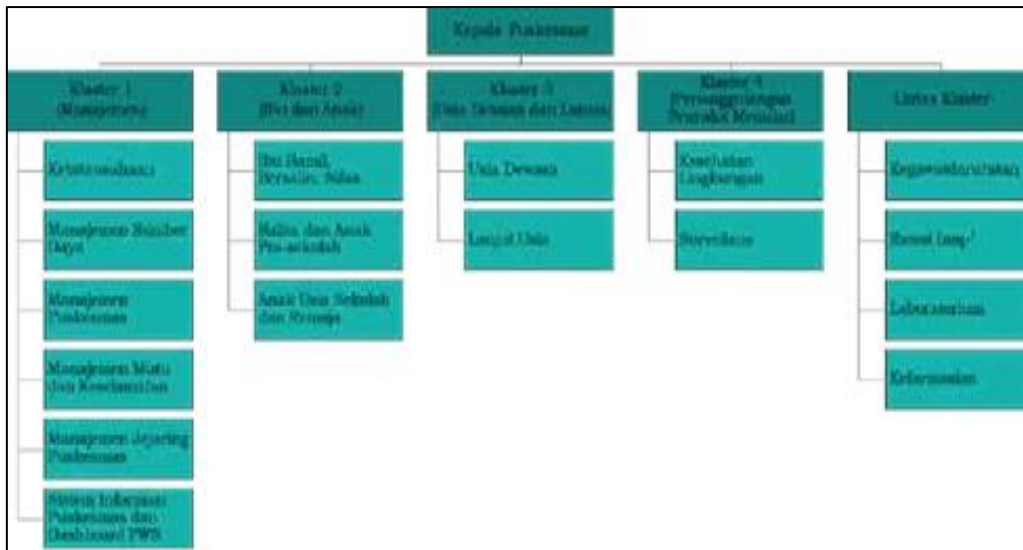 Kepala Puskesmas
Klaster 1
(Manajemen)
Klaster 2
(Ibu dan Anak)
Klaster 3
(Usia Dewasa dan Lansia)
Klaster 4
(Penanggulangan
Penyakit Menular)
Lintas Klaster
Ketatausahaan
Manajemen Sumber
Daya
Manajemen
Puskesmas
Manajemen Mutu
dan Keselamatan
Manajemen Jejaring
Puskesmas
Sistem Informasi
Puskesmas dan
Dashboard PWS
Ibu Hamil,
Bersalin, Nifas
Balita dan Anak
Pra-sekolah
Anak Usia Sekolah
dan Remaja
Usia Dewasa
Lanjut Usia
Kesehatan
Lingkungan
Surveilans
Kegawatdaruratan
Rawat Inap
Laboratorium
Kefarmasian